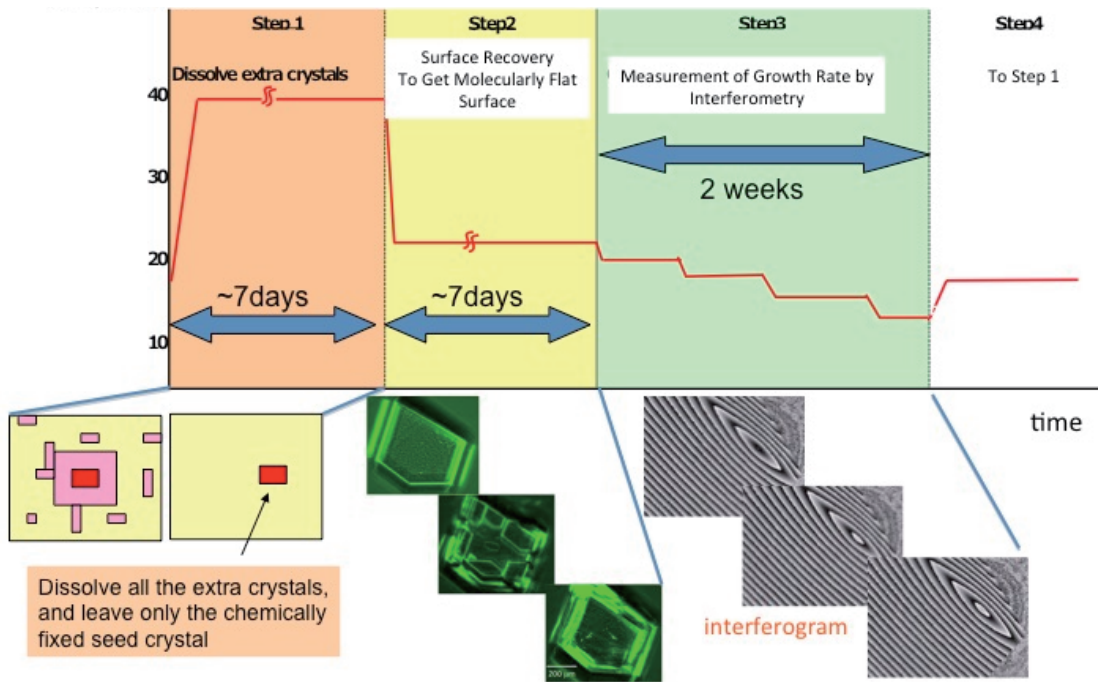 Step 1
Step2
Step3
Step4
Dissolve extra crystals
Surface Recovery
To Get Molecularly Flat
Surface
Measurement of Growth Rate by
Interferometry
To Step 1
40
30
20
10
~7days
~7days
2 weeks
time
Dissolve all the extra crystals,
and leave only the chemically
fixed seed crystal
200 μm
interferogram